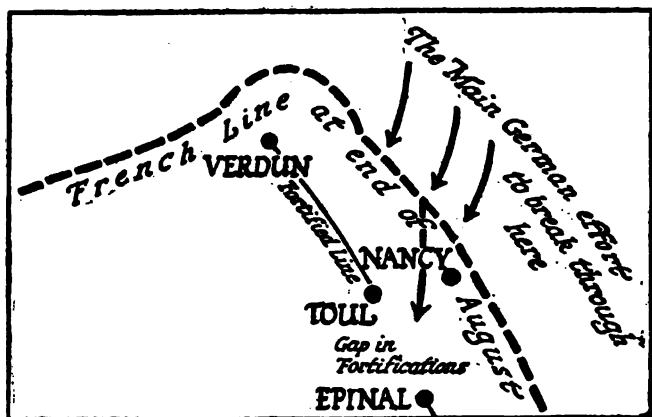 The Main German effort
to break through
here
French Line at end of August
VERDUN
Fortified Line
NANCY
TOUL
Gap in
Fortifications
EPINAL